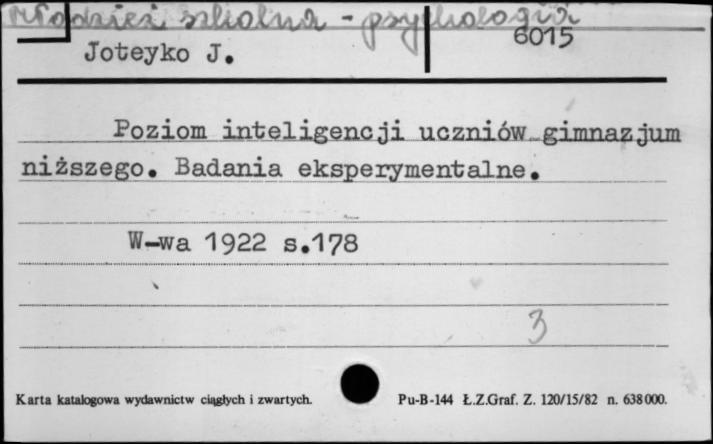 młodzież szkolna - psychologia
6015
Joteyko J.
Poziom inteligencji uczniów gimnazjum
niższego. Badania eksperymentalne.
W-wa 1922 s.178
3
Karta katalogowa wydawnictw ciągłych i zwartych. Pu-B-144 Ł.Z.Graf. Z. 120/15/82 n. 638000.